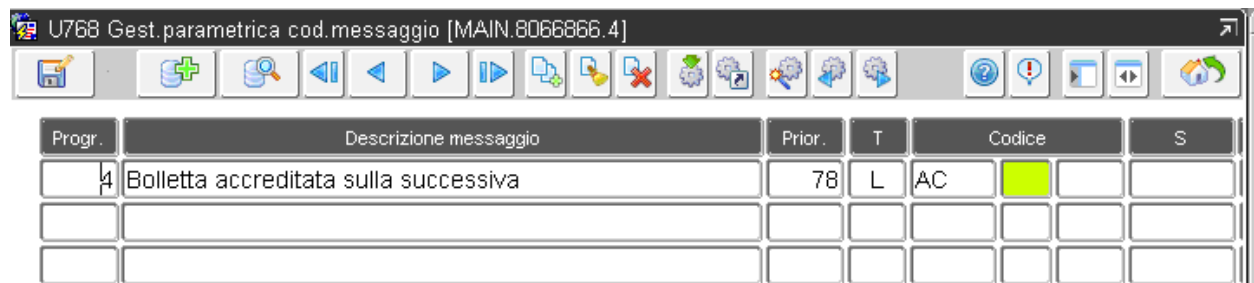 U768 Gest.parametrica cod.messaggio [MAIN.8066866.4]
Progr. Descrizione messaggio Prior. T Codice S
4 Bolletta accreditata sulla successiva 78 L AC